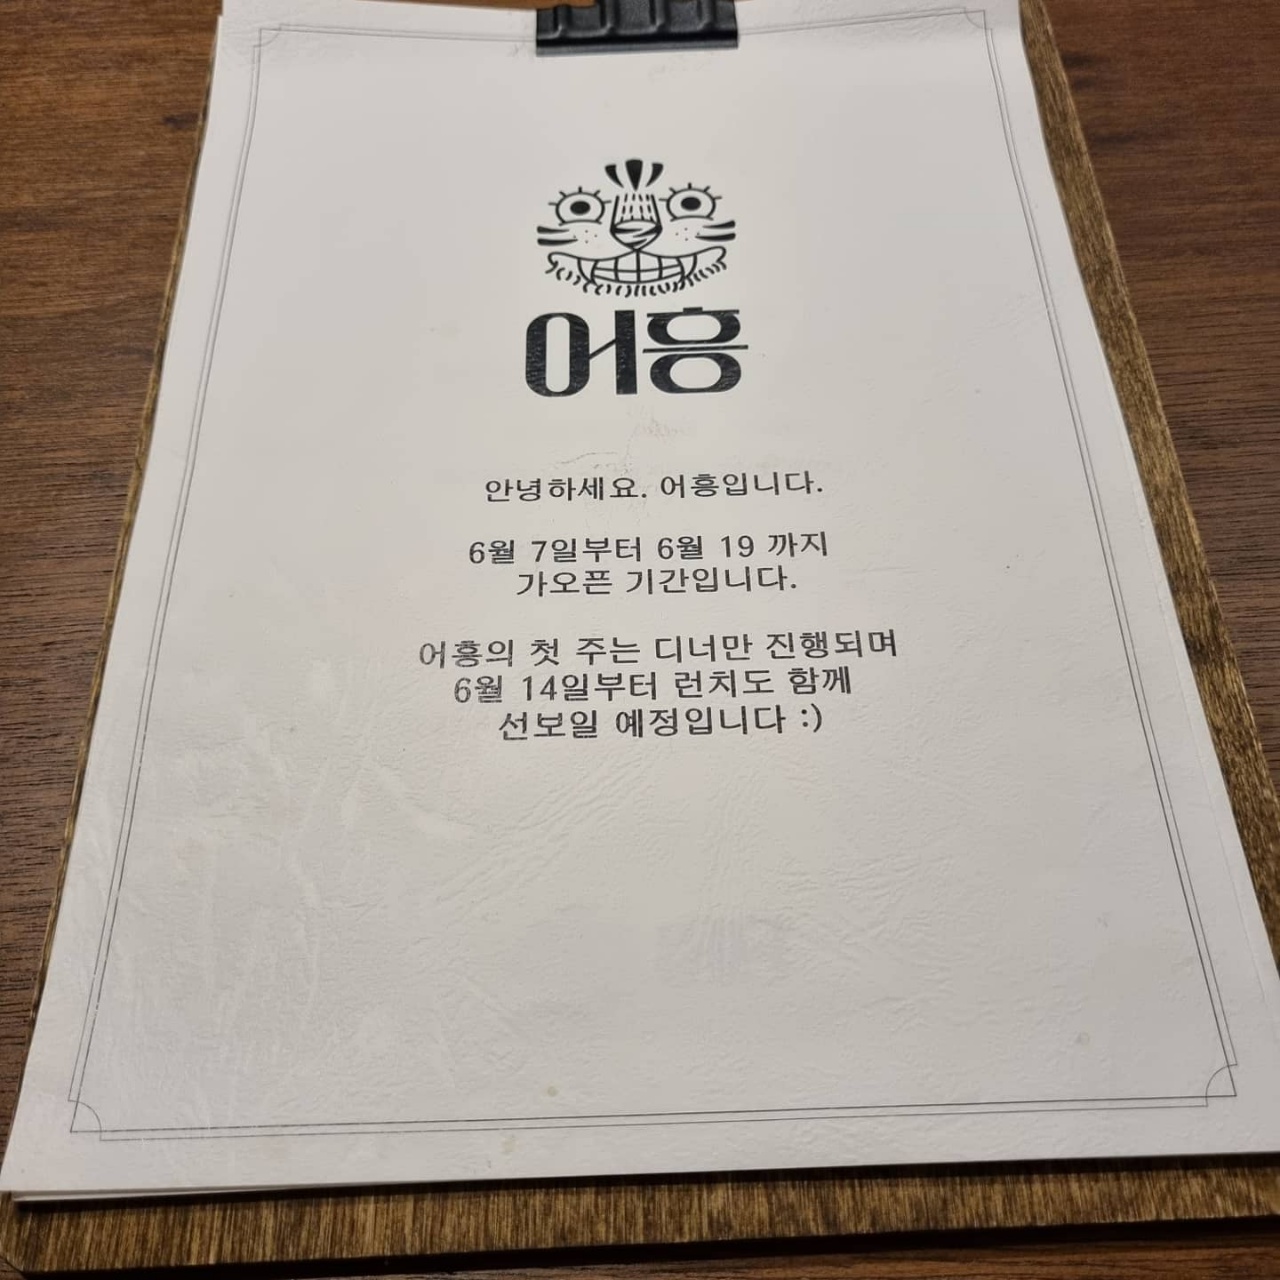 어흥
안녕하세요. 어흥입니다.
6월 7일부터 6월 19 까지
가오픈 기간입니다.
어흥의 첫 주는 디너만 진행되며
6월 14일부터 런치도 함께
선보일 예정입니다 :)